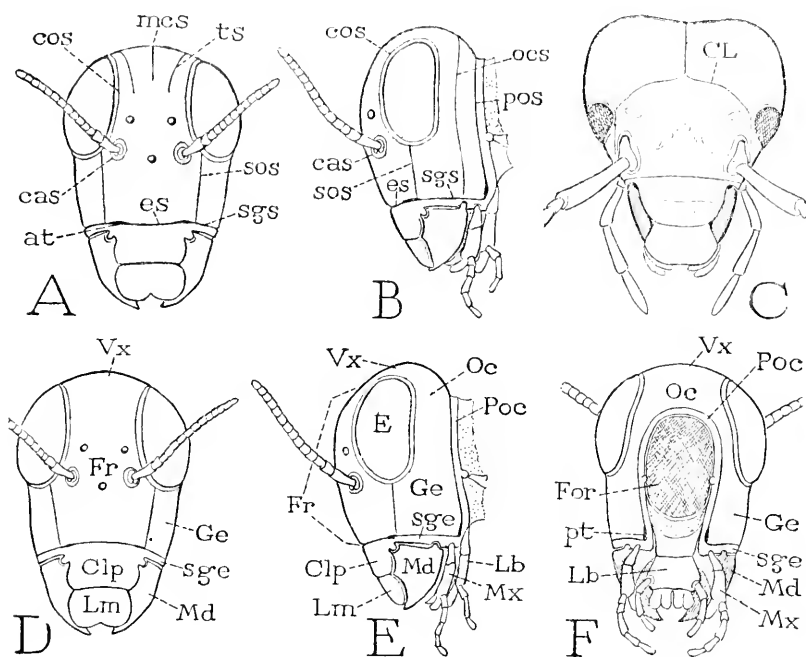 mcs
cos ts
cas sos
es sgs
at
A
cos ocs
pos
cas
sos sgs
es
B
CL
C
Vx
Fr
Ge
Clp sge
Lm Md
D
Vx Oc
E Poc
Fr Ge
sge
Clp Md Lb
Lm Mx
E
Vx
Oc Poc
For
Ge
pt
sge
Lb Md
Mx
F